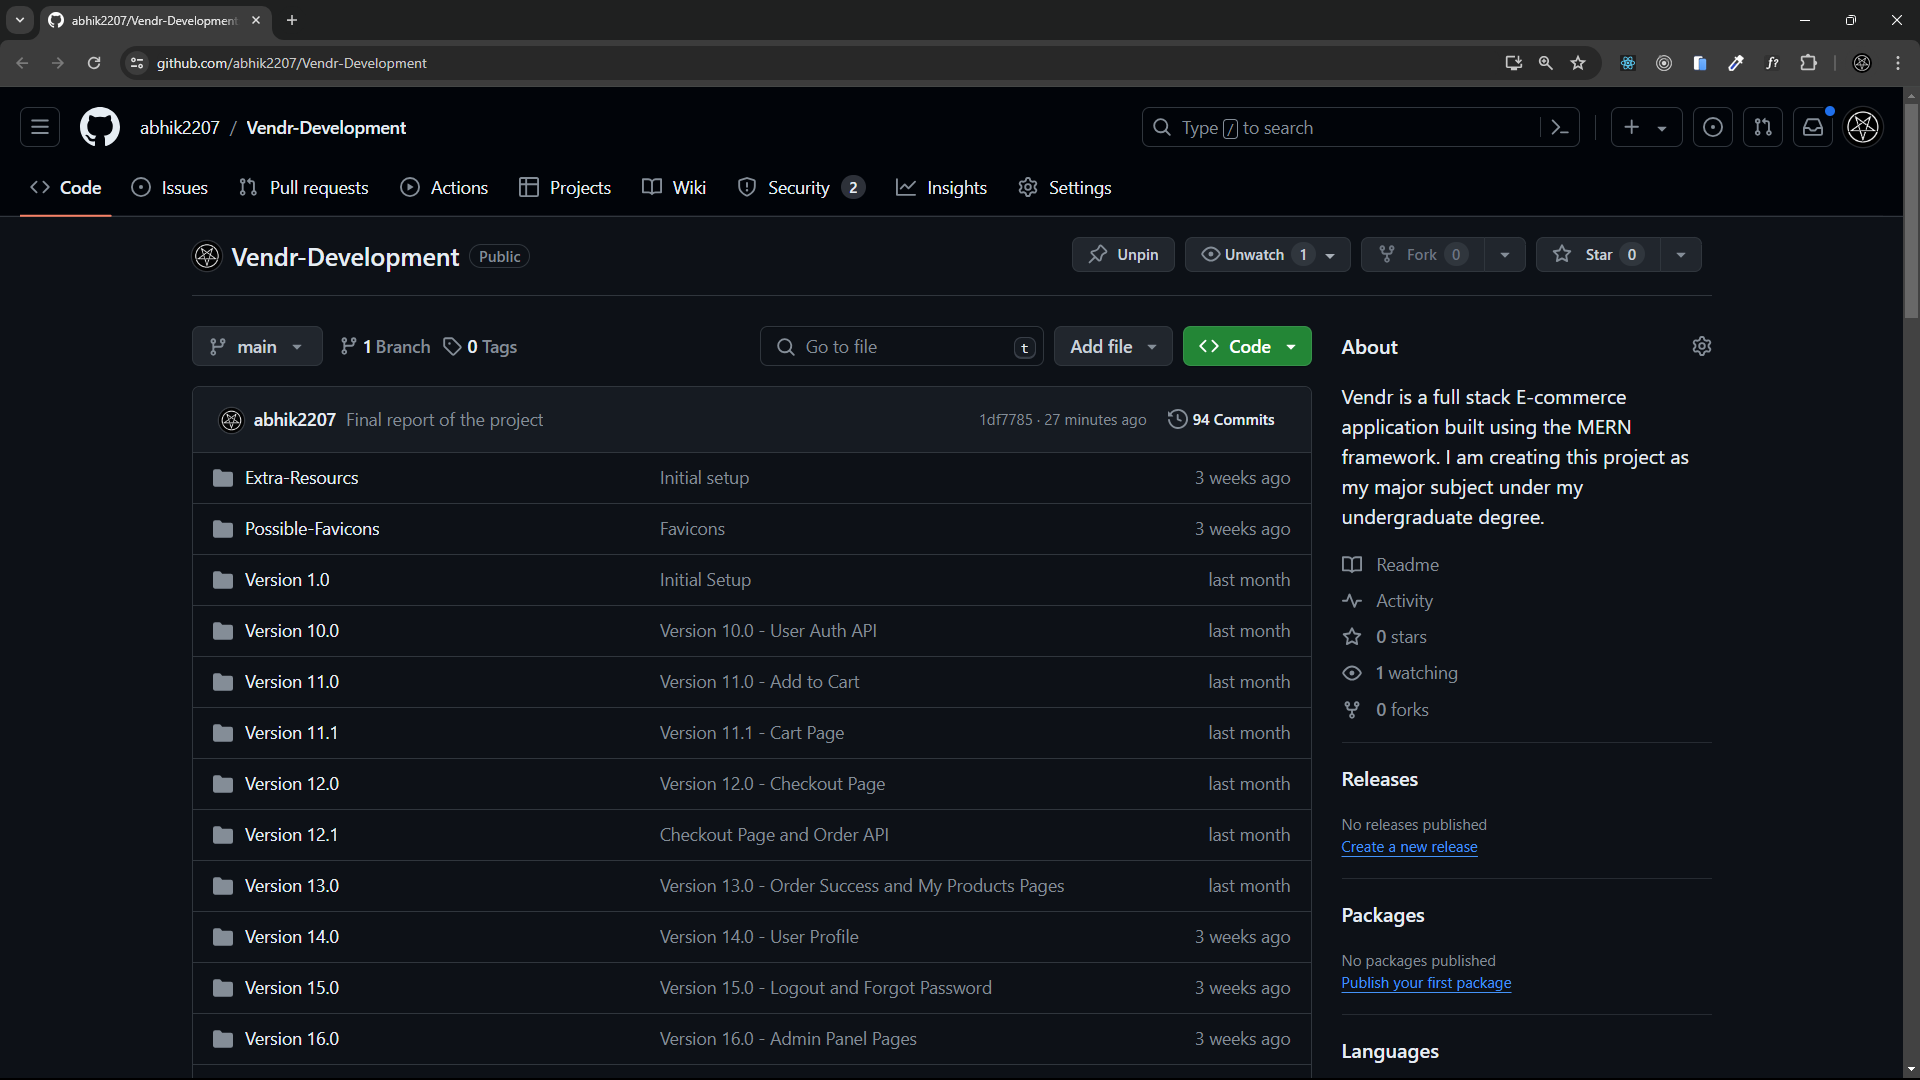 abhik2207/Vendr-Development
github.com/abhik2207/Vendr-Development
abhik2207 / Vendr-Development
Type / to search
Code Issues Pull requests Actions Projects Wiki Security 2 Insights Settings
Vendr-Development Public
Unpin Unwatch 1 Fork 0 Star 0
main 1 Branch 0 Tags Go to file t Add file Code
abhik2207 Final report of the project 1df7785 · 27 minutes ago 94 Commits
Extra-Resourcs Initial setup 3 weeks ago
Possible-Favicons Favicons 3 weeks ago
Version 1.0 Initial Setup last month
Version 10.0 Version 10.0 - User Auth API last month
Version 11.0 Version 11.0 - Add to Cart last month
Version 11.1 Version 11.1 - Cart Page last month
Version 12.0 Version 12.0 - Checkout Page last month
Version 12.1 Checkout Page and Order API last month
Version 13.0 Version 13.0 - Order Success and My Products Pages last month
Version 14.0 Version 14.0 - User Profile 3 weeks ago
Version 15.0 Version 15.0 - Logout and Forgot Password 3 weeks ago
Version 16.0 Version 16.0 - Admin Panel Pages 3 weeks ago
About
Vendr is a full stack E-commerce
application built using the MERN
framework. I am creating this project as
my major subject under my
undergraduate degree.
Readme
Activity
0 stars
1 watching
0 forks
Releases
No releases published
Create a new release
Packages
No packages published
Publish your first package
Languages